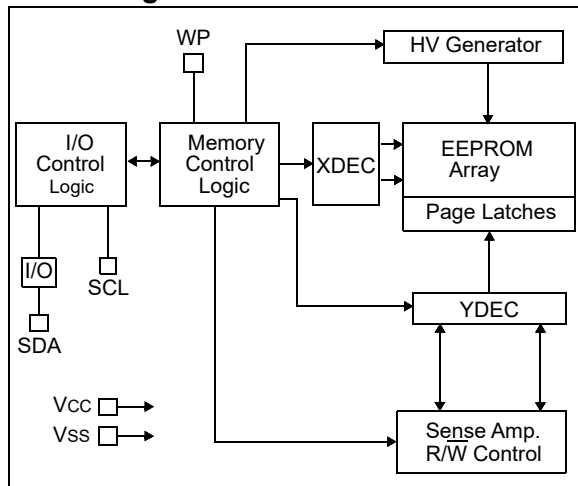 WP
HV Generator
I/O
Control
Logic
Memory
Control
Logic
XDEC
EEPROM
Array
Page Latches
I/O
SCL
SDA
YDEC
VCC
VSS
Sense Amp.
R/W̅ Control